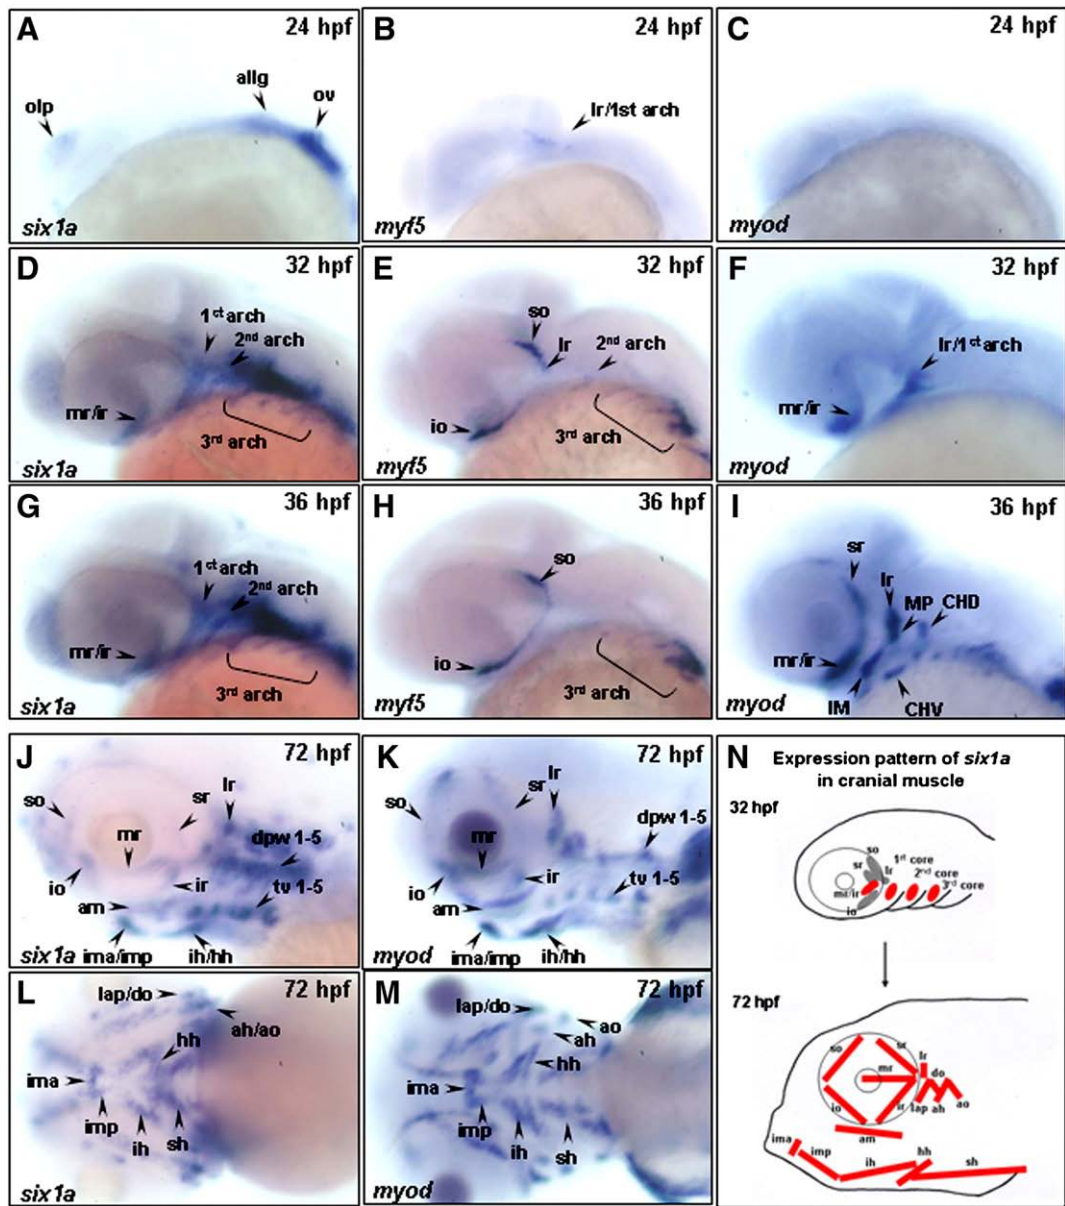 A
24 hpf
allg
olp
ov
six1a
B
24 hpf
lr/1st arch
myf5
C
24 hpf
myod
D
32 hpf
1ct arch
2nd arch
mr/ir
3rd arch
six1a
E
32 hpf
so
lr
2nd arch
io
3rd arch
myf5
F
32 hpf
lr/1ct arch
mr/ir
myod
G
36 hpf
1ct arch
2nd arch
mr/ir
3rd arch
six1a
H
36 hpf
so
io
3rd arch
myf5
I
36 hpf
sr
lr
MP
CHD
mr/ir
IM
CHV
myod
J
72 hpf
lr
so
sr
mr
dpw 1-5
io
ir
tv 1-5
am
six1a
ima/imp
ih/hh
K
72 hpf
lr
so
sr
dpw 1-5
mr
io
ir
tv 1-5
am
myod
ima/imp
ih/hh
L
72 hpf
lap/do
ah/ao
hh
ima
imp
ih
sh
six1a
M
72 hpf
lap/do
ao
ah
hh
ima
imp
ih
sh
myod
N
Expression pattern of six1a
in cranial muscle
32 hpf
so
sr
lr
1st core
2nd core
3rd core
mr/ir
io
72 hpf
so
sr
lr
mr
do
io
ir
lap
ah
ao
am
ima
imp
ih
hh
sh